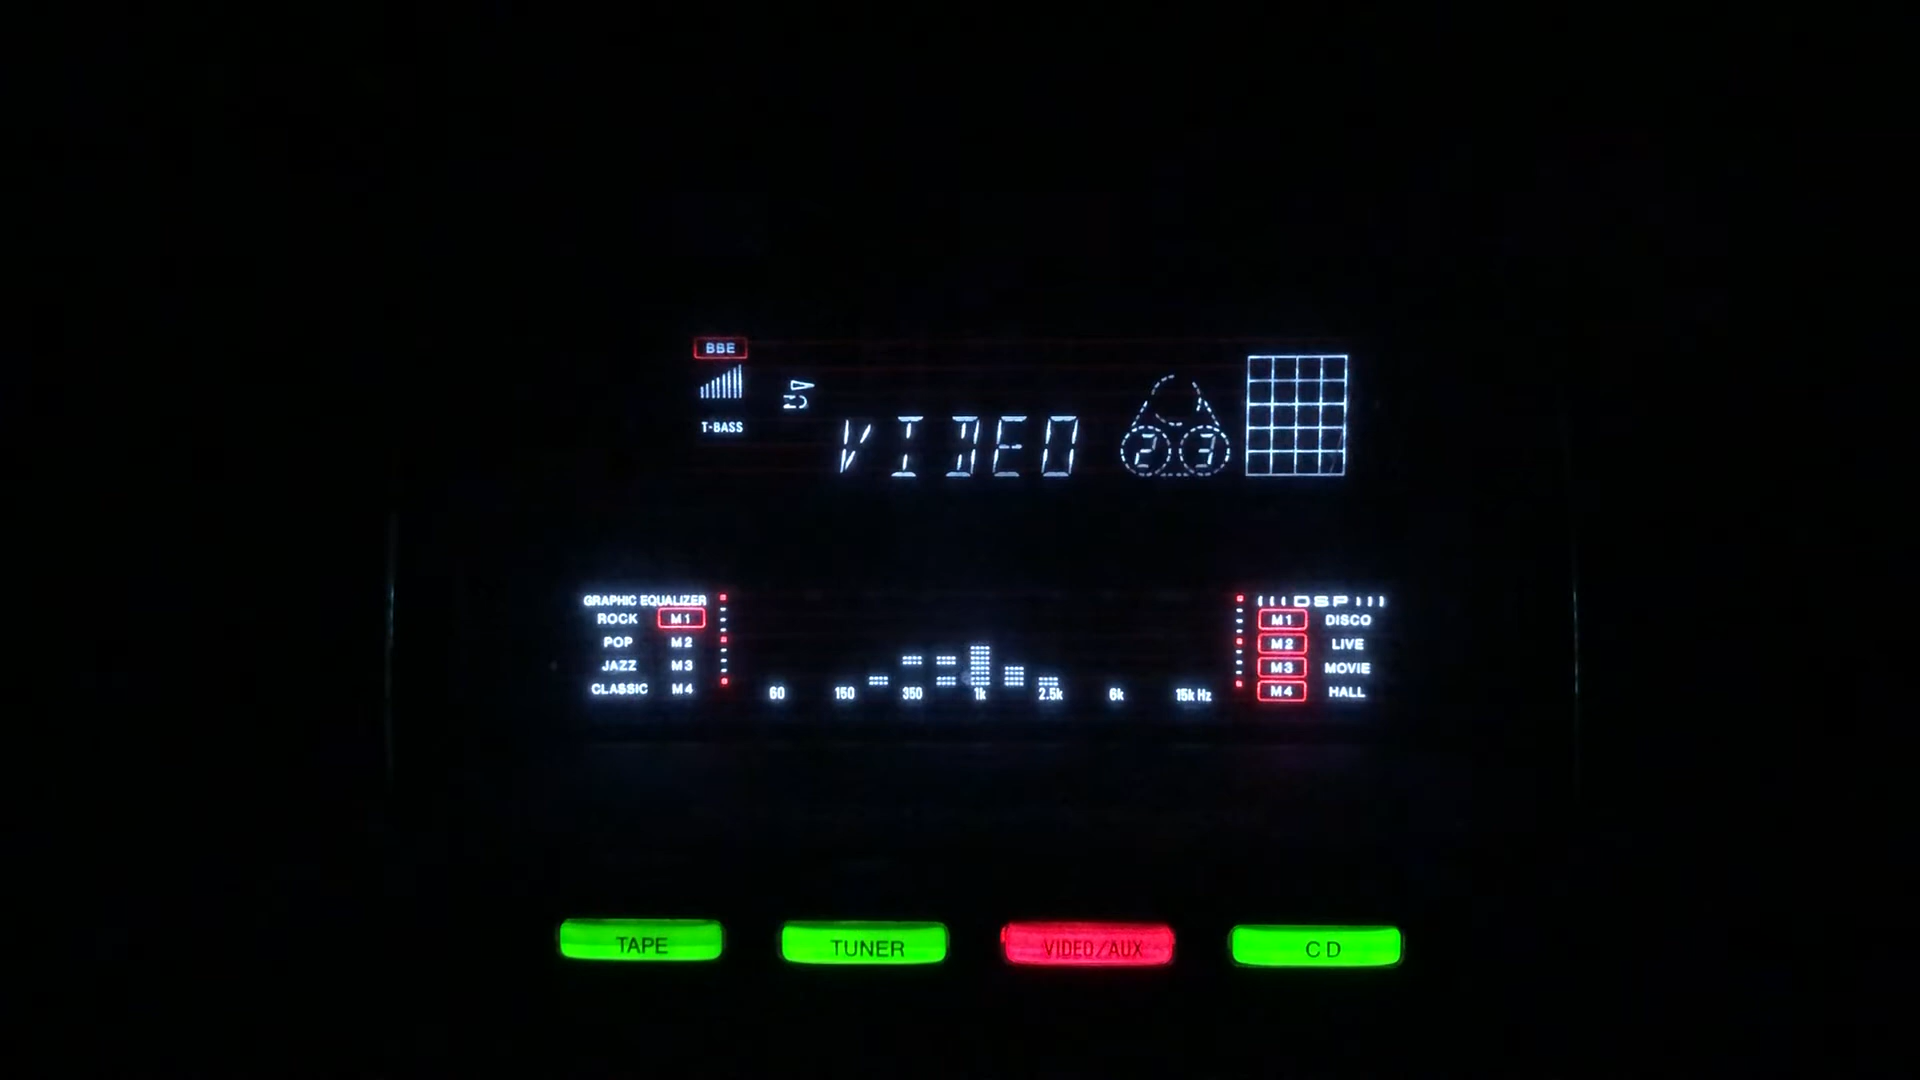 BBE
T-BASS
VIDEO
2 3
GRAPHIC EQUALIZER
ROCK M1
POP M2
JAZZ M3
CLASSIC M4
60 150 350 1k 2.5k 6k 15k Hz
DSP
M1 DISCO
M2 LIVE
M3 MOVIE
M4 HALL
TAPE TUNER VIDEO/AUX CD